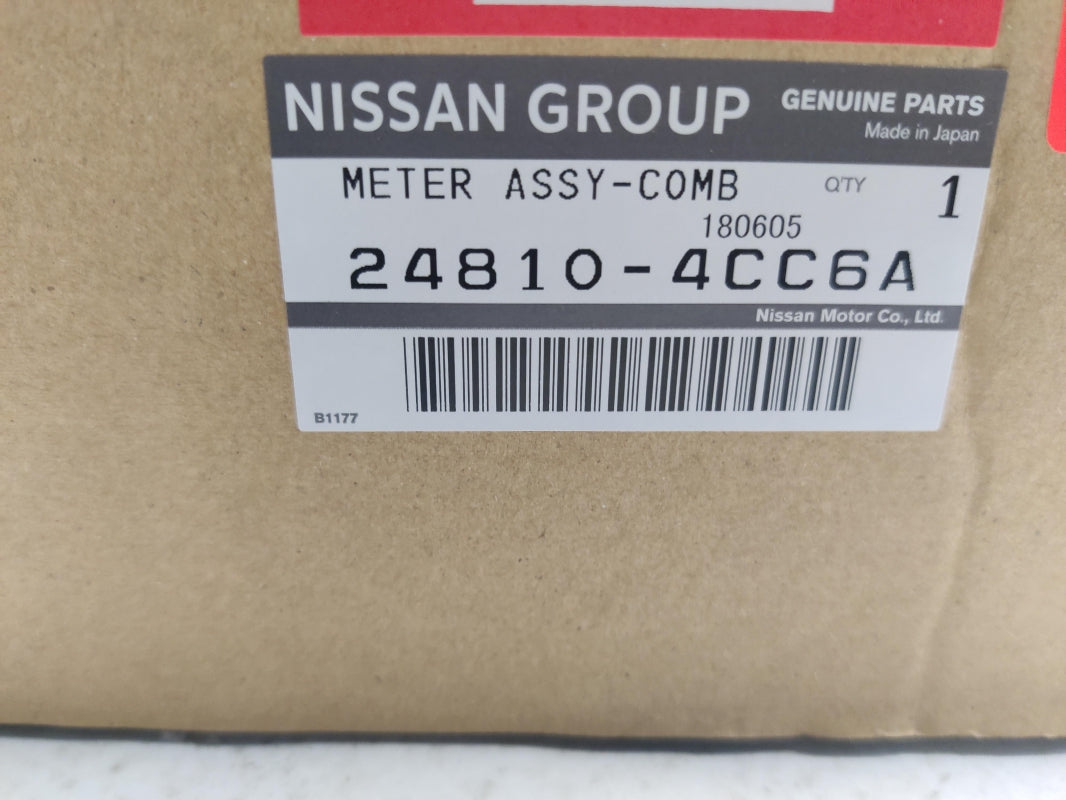 NISSAN GROUP GENUINE PARTS
Made in Japan
METER ASSY-COMB Q'TY 1
180605
24810-4CC6A
Nissan Motor Co., Ltd.
B1177